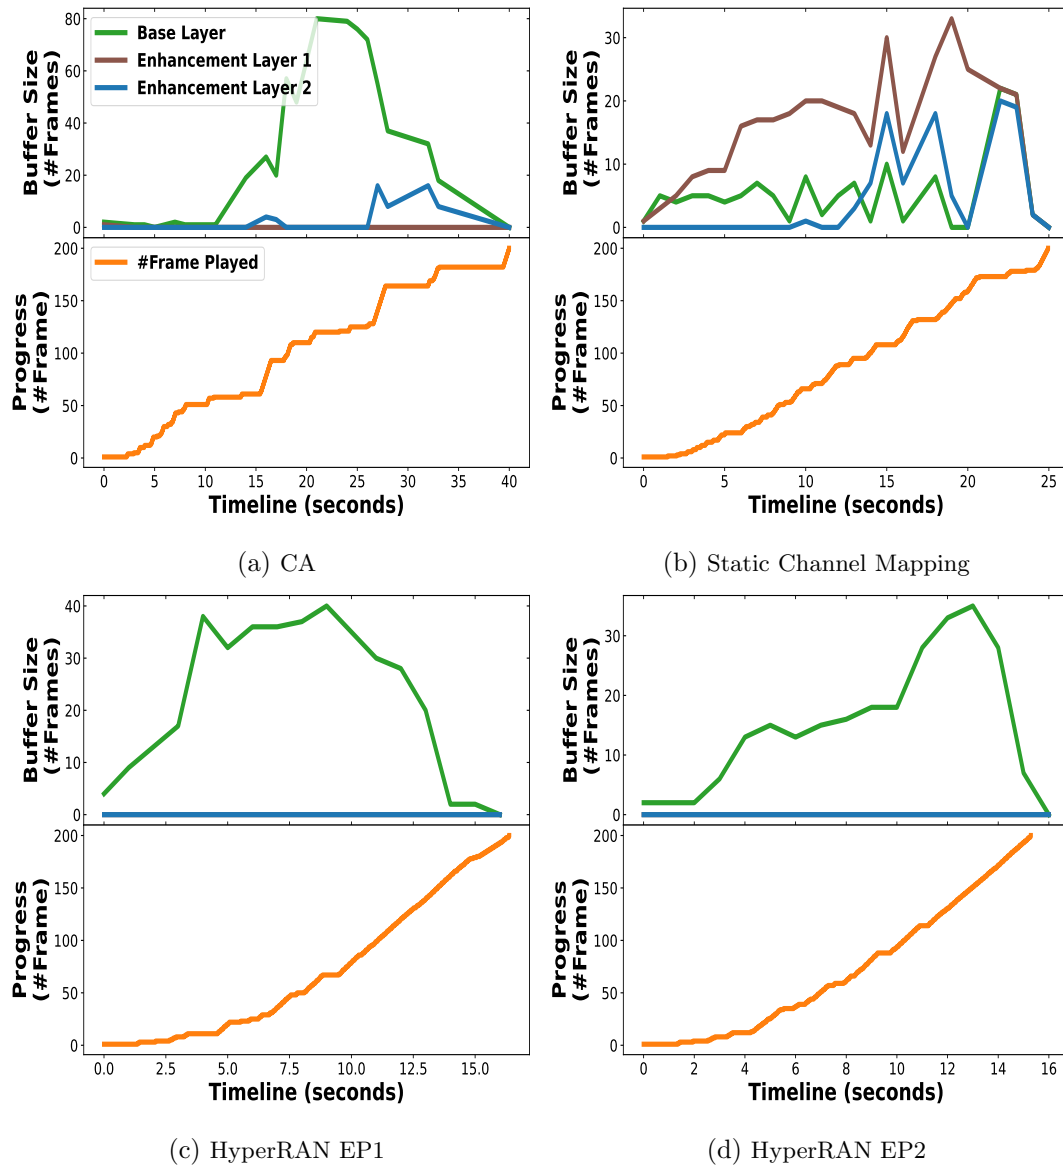 80
60
40
20
0
Buffer Size
(#Frames)
Base Layer
Enhancement Layer 1
Enhancement Layer 2
30
20
10
0
Buffer Size
(#Frames)
200
150
100
50
0
Progress
(#Frame)
#Frame Played
0 5 10 15 20 25 30 35 40
Timeline (seconds)
200
150
100
50
0
Progress
(#Frame)
0 5 10 15 20 25
Timeline (seconds)
(a) CA
(b) Static Channel Mapping
40
30
20
10
0
Buffer Size
(#Frames)
30
20
10
0
Buffer Size
(#Frames)
200
150
100
50
0
Progress
(#Frame)
0.0 2.5 5.0 7.5 10.0 12.5 15.0
Timeline (seconds)
200
150
100
50
0
Progress
(#Frame)
0 2 4 6 8 10 12 14 16
Timeline (seconds)
(c) HyperRAN EP1
(d) HyperRAN EP2